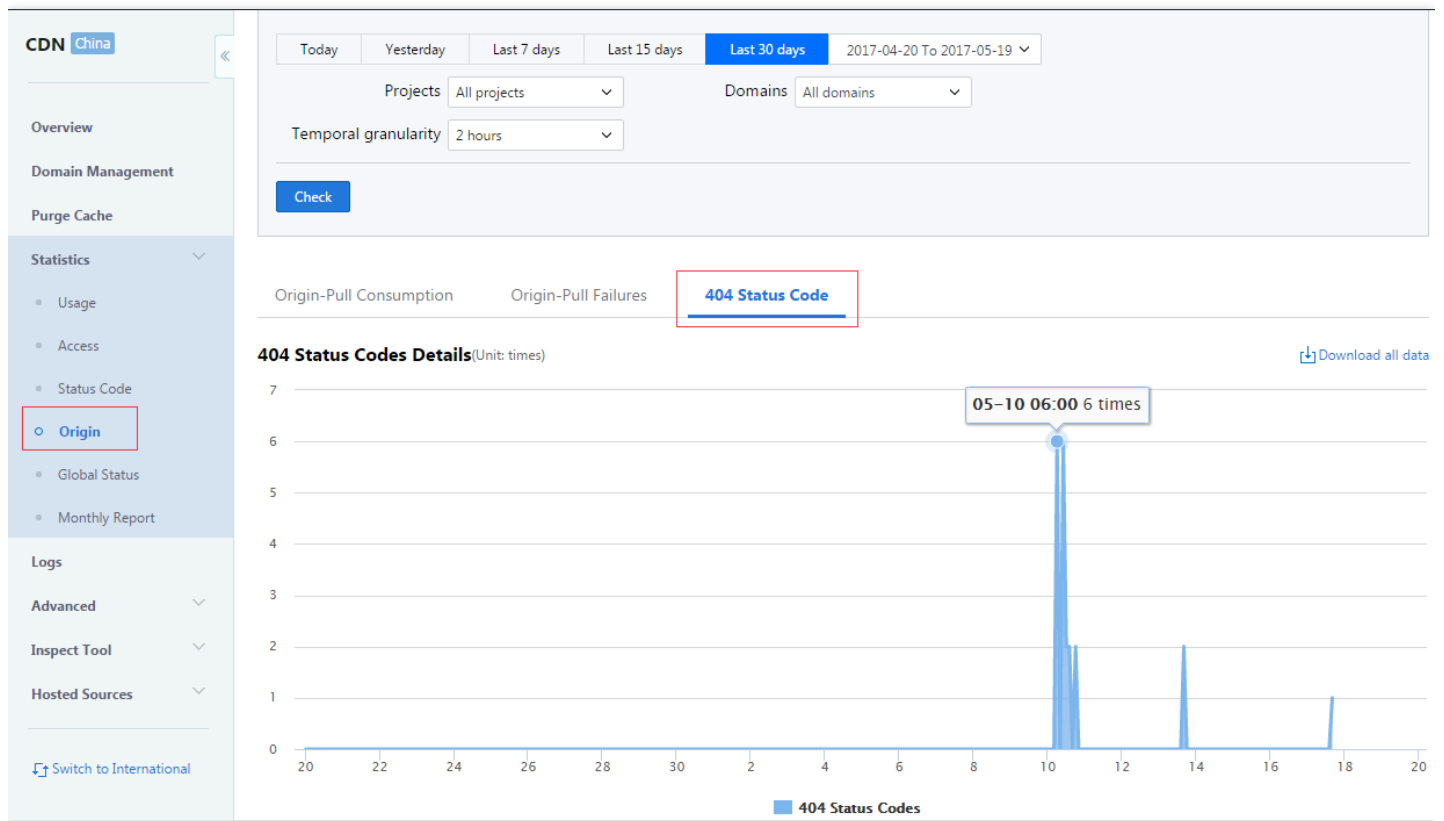 CDN China
«
Overview
Domain Management
Purge Cache
Statistics
Usage
Access
Status Code
Origin
Global Status
Monthly Report
Logs
Advanced
Inspect Tool
Hosted Sources
Switch to International
Today Yesterday Last 7 days Last 15 days Last 30 days 2017-04-20 To 2017-05-19
Projects All projects Domains All domains
Temporal granularity 2 hours
Check
Origin-Pull Consumption Origin-Pull Failures 404 Status Code
404 Status Codes Details(Unit: times) Download all data
7
05-10 06:00 6 times
6
5
4
3
2
1
0
20 22 24 26 28 30 2 4 6 8 10 12 14 16 18 20
404 Status Codes